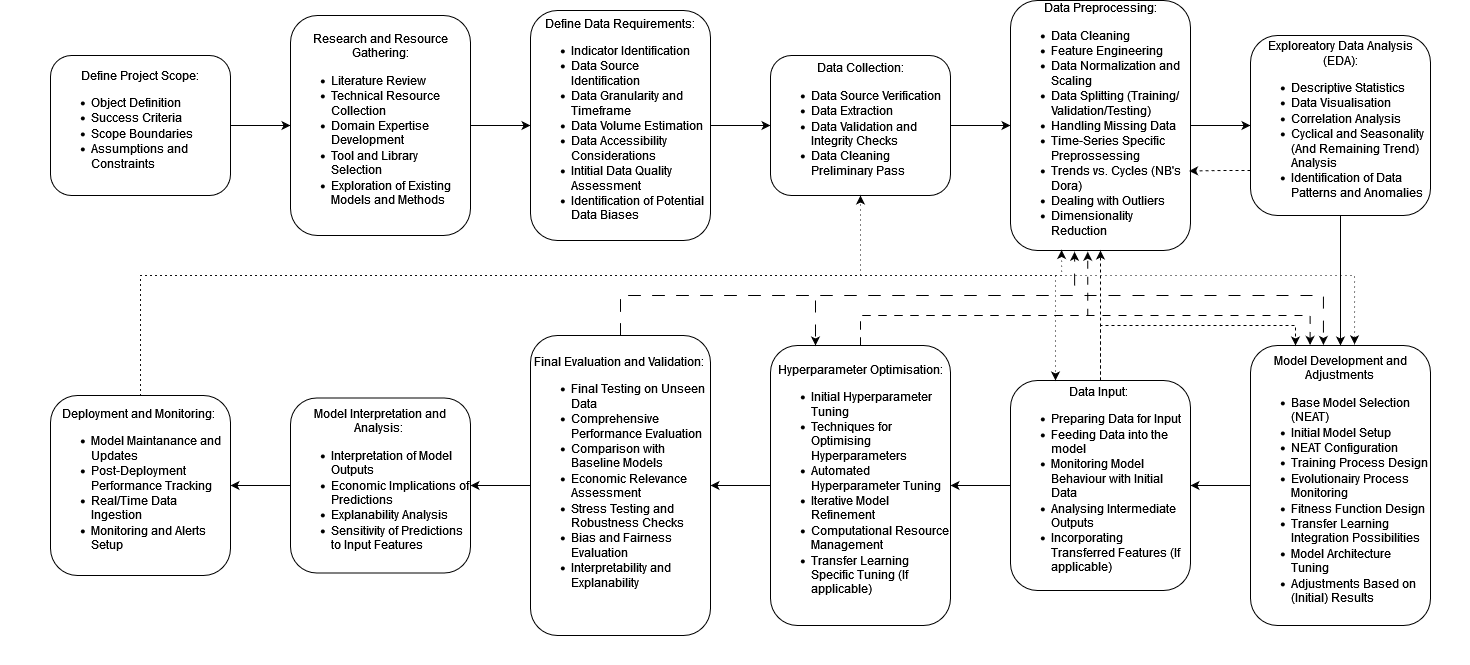 Define Project Scope:
Object Definition
Success Criteria
Scope Boundaries
Assumptions and
Constraints
Research and Resource
Gathering:
Literature Review
Technical Resource
Collection
Domain Expertise
Development
Tool and Library
Selection
Exploration of Existing
Models and Methods
Define Data Requirements:
Indicator Identification
Data Source
Identification
Data Granularity and
Timeframe
Data Volume Estimation
Data Accessibility
Considerations
Intitial Data Quality
Assessment
Identification of Potential
Data Biases
Data Collection:
Data Source Verification
Data Extraction
Data Validation and
Integrity Checks
Data Cleaning
Preliminary Pass
Data Preprocessing:
Data Cleaning
Feature Engineering
Data Normalization and
Scaling
Data Splitting (Training/
Validation/Testing)
Handling Missing Data
Time-Series Specific
Preprossessing
Trends vs. Cycles (NB's
Dora)
Dealing with Outliers
Dimensionality
Reduction
Exploreatory Data Analysis
(EDA):
Descriptive Statistics
Data Visualisation
Correlation Analysis
Cyclical and Seasonality
(And Remaining Trend)
Analysis
Identification of Data
Patterns and Anomalies
Deployment and Monitoring:
Model Maintanance and
Updates
Post-Deployment
Performance Tracking
Real/Time Data
Ingestion
Monitoring and Alerts
Setup
Model Interpretation and
Analysis:
Interpretation of Model
Outputs
Economic Implications of
Predictions
Explanability Analysis
Sensitivity of Predictions
to Input Features
Final Evaluation and Validation:
Final Testing on Unseen
Data
Comprehensive
Performance Evaluation
Comparison with
Baseline Models
Economic Relevance
Assessment
Stress Testing and
Robustness Checks
Bias and Fairness
Evaluation
Interpretability and
Explanability
Hyperparameter Optimisation:
Initial Hyperparameter
Tuning
Techniques for
Optimising
Hyperparameters
Automated
Hyperparameter Tuning
Iterative Model
Refinement
Computational Resource
Management
Transfer Learning
Specific Tuning (If
applicable)
Data Input:
Preparing Data for Input
Feeding Data into the
model
Monitoring Model
Behaviour with Initial
Data
Analysing Intermediate
Outputs
Incorporating
Transferred Features (If
applicable)
Model Development and
Adjustments
Base Model Selection
(NEAT)
Initial Model Setup
NEAT Configuration
Training Process Design
Evolutionairy Process
Monitoring
Fitness Function Design
Transfer Learning
Integration Possibilities
Model Architecture
Tuning
Adjustments Based on
(Initial) Results